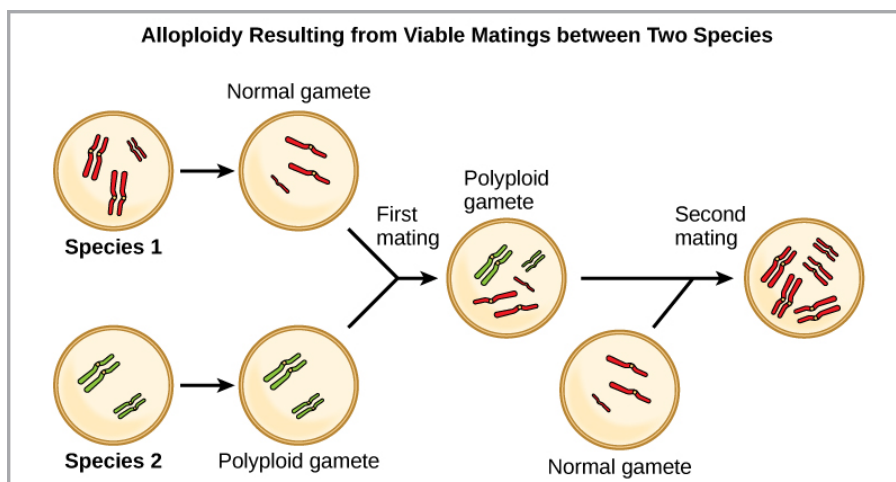 Alloploidy Resulting from Viable Matings between Two Species
Normal gamete
Species 1
First
mating
Polyploid
gamete
Second
mating
Species 2
Polyploid gamete
Normal gamete